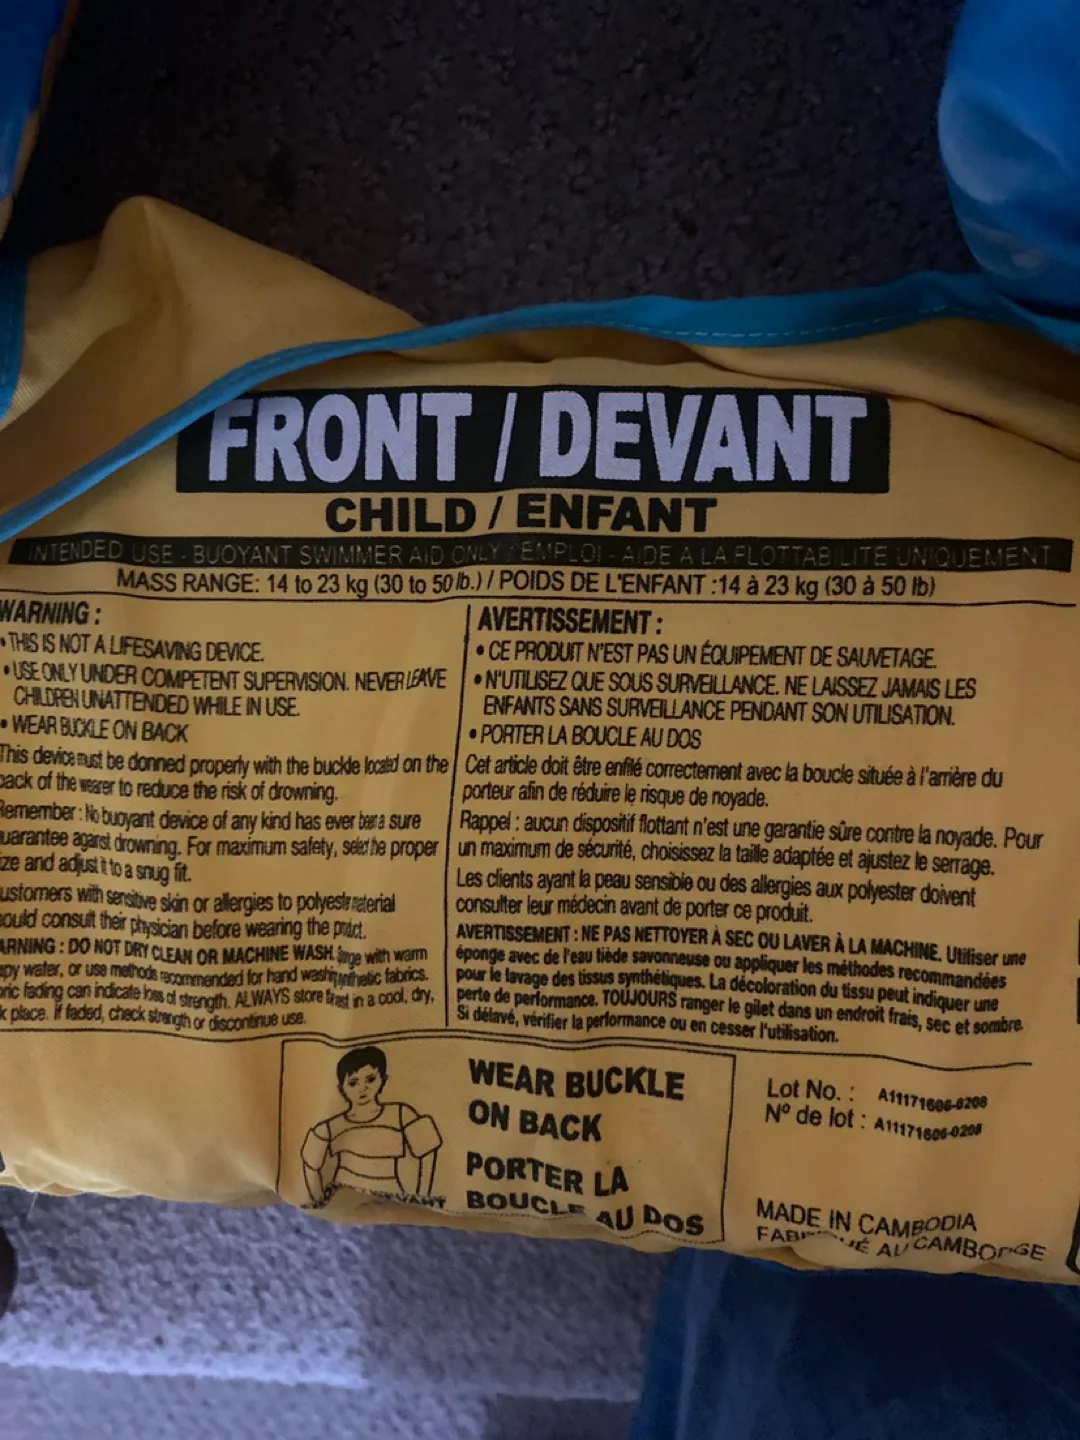 FRONT / DEVANT
CHILD / ENFANT
INTENDED USE - BUOYANT SWIMMER AID ONLY / EMPLOI - AIDE A LA FLOTTABILITE UNIQUEMENT
MASS RANGE: 14 to 23 kg (30 to 50 lb.) / POIDS DE L'ENFANT :14 à 23 kg (30 à 50 lb)
WARNING :
• THIS IS NOT A LIFESAVING DEVICE.
• USE ONLY UNDER COMPETENT SUPERVISION. NEVER LEAVE
CHILDREN UNATTENDED WHILE IN USE.
• WEAR BUCKLE ON BACK
This device must be donned properly with the buckle located on the
back of the wearer to reduce the risk of drowning.
Remember : No buoyant device of any kind has ever been a sure
guarantee against drowning. For maximum safety, select the proper
size and adjust it to a snug fit.
ustomers with sensitive skin or allergies to polyester material
ould consult their physician before wearing the product.
ARNING : DO NOT DRY CLEAN OR MACHINE WASH. with warm
py water, or use methods recommended for hand washing synthetic fabrics.
ric fading can indicate loss of strength. ALWAYS store in a cool, dry,
k place. If faded, check strength or discontinue use.
AVERTISSEMENT :
• CE PRODUIT N'EST PAS UN ÉQUIPEMENT DE SAUVETAGE.
• N'UTILISEZ QUE SOUS SURVEILLANCE. NE LAISSEZ JAMAIS LES
ENFANTS SANS SURVEILLANCE PENDANT SON UTILISATION.
• PORTER LA BOUCLE AU DOS
Cet article doit être enfilé correctement avec la boucle située à l'arrière du
porteur afin de réduire le risque de noyade.
Rappel : aucun dispositif flottant n'est une garantie sûre contre la noyade. Pour
un maximum de sécurité, choisissez la taille adaptée et ajustez le serrage.
Les clients ayant la peau sensible ou des allergies aux polyester doivent
consulter leur médecin avant de porter ce produit.
AVERTISSEMENT : NE PAS NETTOYER À SEC OU LAVER À LA MACHINE. Utiliser une
éponge avec de l'eau tiède savonneuse ou appliquer les méthodes recommandées
pour le lavage des tissus synthétiques. La décoloration du tissu peut indiquer une
perte de performance. TOUJOURS ranger le gilet dans un endroit frais, sec et sombre.
Si délavé, vérifier la performance ou en cesser l'utilisation.
WEAR BUCKLE
ON BACK
PORTER LA
BOUCLE AU DOS
Lot No. : A11171606-0208
Nº de lot : A11171606-0208
MADE IN CAMBODIA
FABRIQUÉ AU CAMBODGE